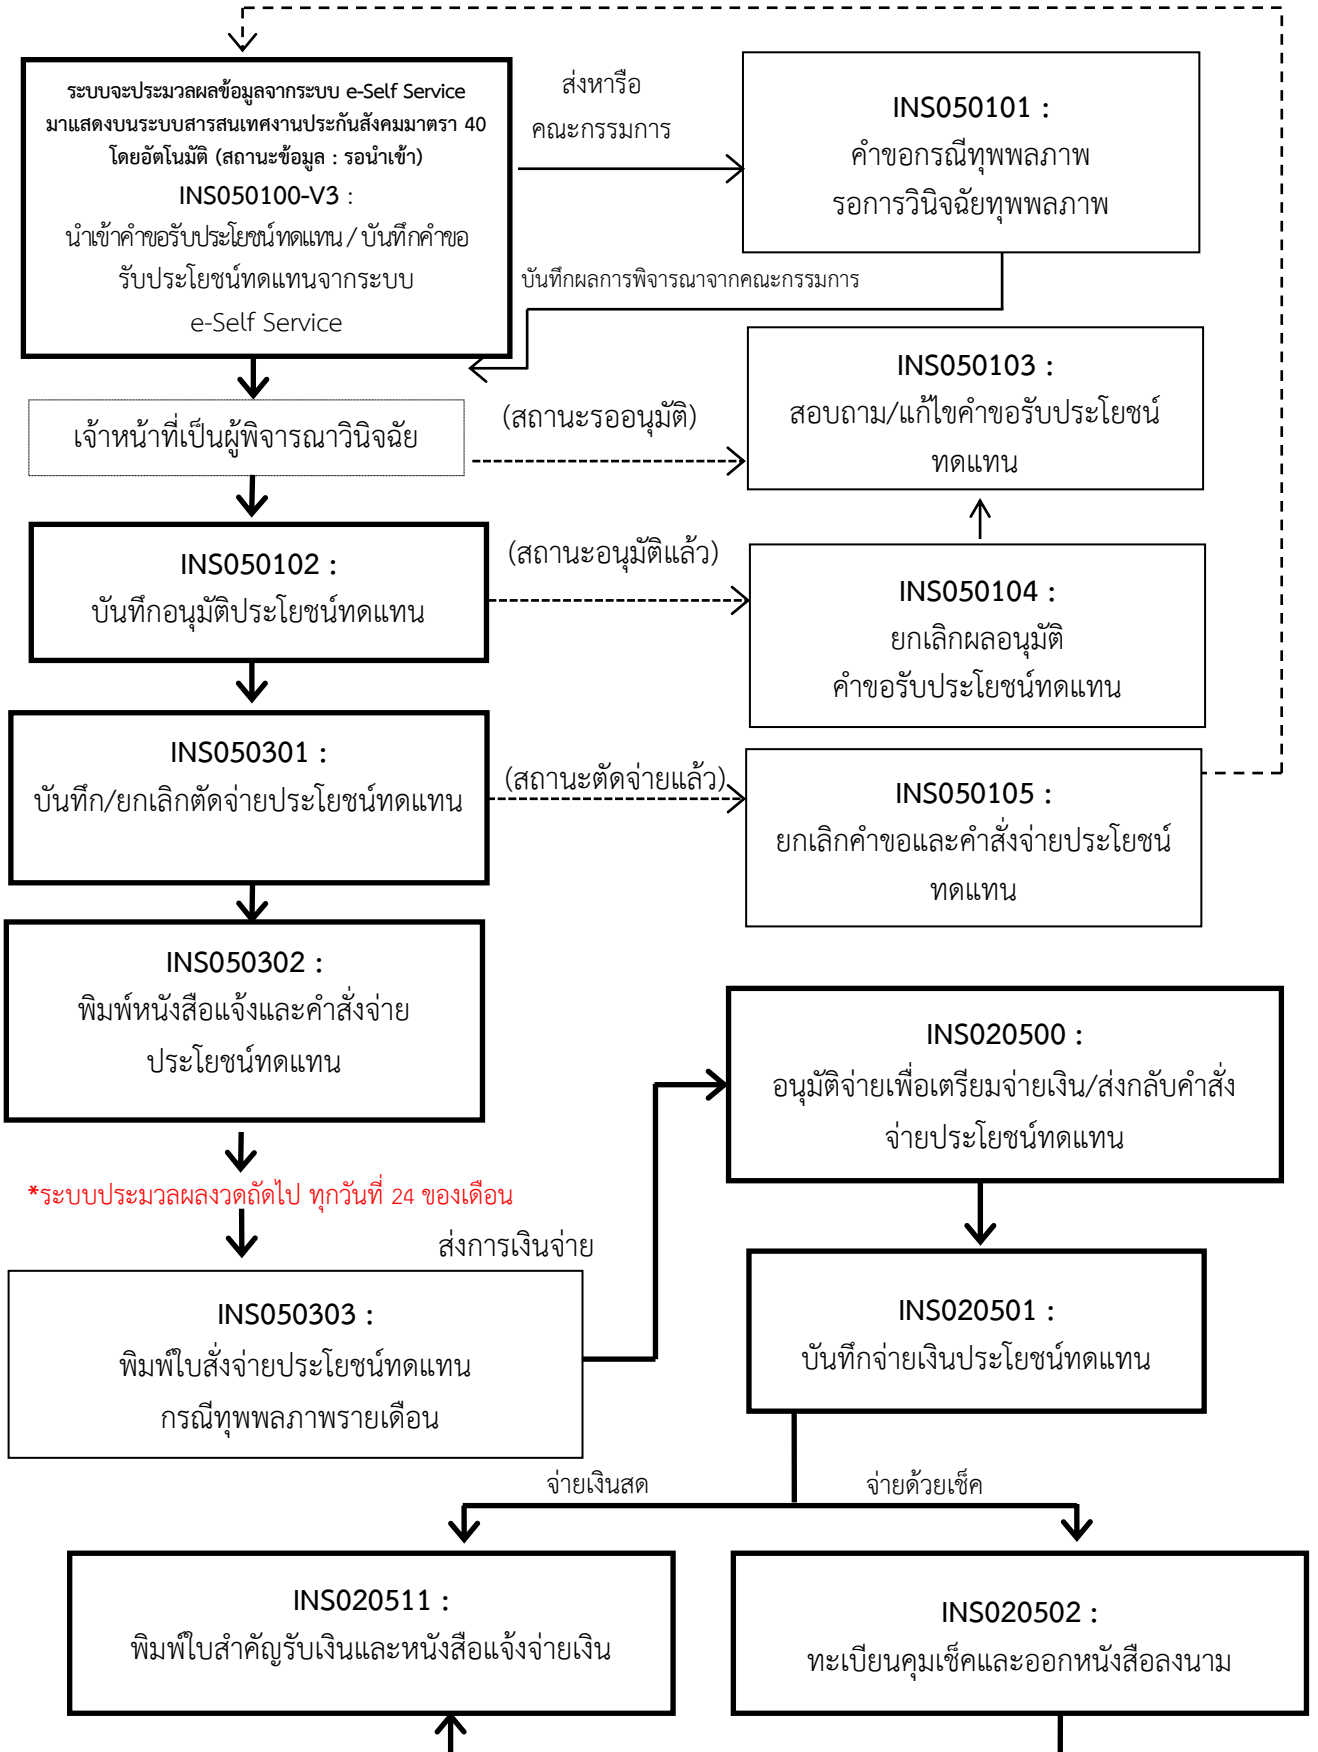 ระบบจะประมวลผลข้อมูลจากระบบ e-Self Service
มาแสดงบนระบบสารสนเทศงานประกันสังคมมาตรา 40
โดยอัตโนมัติ (สถานะข้อมูล : รอนำเข้า)
INS050100-V3 :
นำเข้าคำขอรับประโยชน์ทดแทน / บันทึกคำขอ
รับประโยชน์ทดแทนจากระบบ
e-Self Service
ส่งหารือ
คณะกรรมการ
INS050101 :
คำขอกรณีทุพพลภาพ
รอการวินิจฉัยทุพพลภาพ
บันทึกผลการพิจารณาจากคณะกรรมการ
เจ้าหน้าที่เป็นผู้พิจารณาวินิจฉัย
(สถานะรออนุมัติ)
INS050103 :
สอบถาม/แก้ไขคำขอรับประโยชน์
ทดแทน
INS050102 :
บันทึกอนุมัติประโยชน์ทดแทน
(สถานะอนุมัติแล้ว)
INS050104 :
ยกเลิกผลอนุมัติ
คำขอรับประโยชน์ทดแทน
INS050301 :
บันทึก/ยกเลิกตัดจ่ายประโยชน์ทดแทน
(สถานะตัดจ่ายแล้ว)
INS050105 :
ยกเลิกคำขอและคำสั่งจ่ายประโยชน์
ทดแทน
INS050302 :
พิมพ์หนังสือแจ้งและคำสั่งจ่าย
ประโยชน์ทดแทน
*ระบบประมวลผลงวดถัดไป ทุกวันที่ 24 ของเดือน
INS050303 :
พิมพ์ใบสั่งจ่ายประโยชน์ทดแทน
กรณีทุพพลภาพรายเดือน
ส่งการเงินจ่าย
INS020500 :
อนุมัติจ่ายเพื่อเตรียมจ่ายเงิน/ส่งกลับคำสั่ง
จ่ายประโยชน์ทดแทน
INS020501 :
บันทึกจ่ายเงินประโยชน์ทดแทน
จ่ายเงินสด
จ่ายด้วยเช็ค
INS020511 :
พิมพ์ใบสำคัญรับเงินและหนังสือแจ้งจ่ายเงิน
INS020502 :
ทะเบียนคุมเช็คและออกหนังสือลงนาม